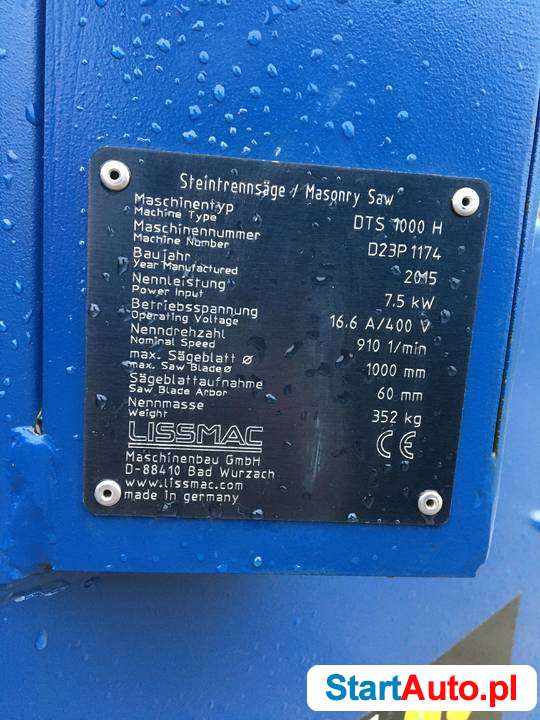 Steintrennsäge / Masonry Saw
Maschinentyp
Machine Type DTS 1000 H
Maschinennummer
Machine Number D23P1174
Baujahr
Year Manufactured 2015
Nennleistung
Power Input 7.5 kW
Betriebsspannung
Operating Voltage 16.6 A/400 V
Nenndrehzahl
Nominal Speed 910 1/min
max. Sägeblatt Ø
max. Saw Blade Ø 1000 mm
Sägeblattaufnahme
Saw Blade Arbor 60 mm
Nennmasse
Weight 352 kg
LISSMAC CE
Maschinenbau GmbH
D-88410 Bad Wurzach
www.lissmac.com
made in germany
StartAuto.pl